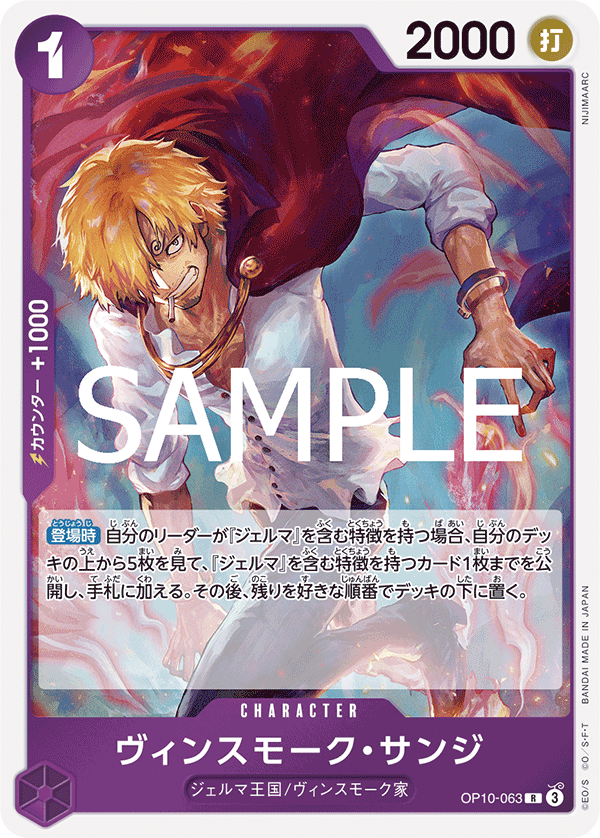 1
2000
打
NIJIMAARC
カウンター +1000
SAMPLE
登場時 自分のリーダーが『ジェルマ』を含む特徴を持つ場合、自分のデッ
キの上から5枚を見て、『ジェルマ』を含む特徴を持つカード1枚までを公
開し、手札に加える。その後、残りを好きな順番でデッキの下に置く。
CHARACTER
ヴィンスモーク・サンジ
ジェルマ王国/ヴィンスモーク家
OP10-063 R 3
©E.O/S ©O/S・F・T BANDAI MADE IN JAPAN